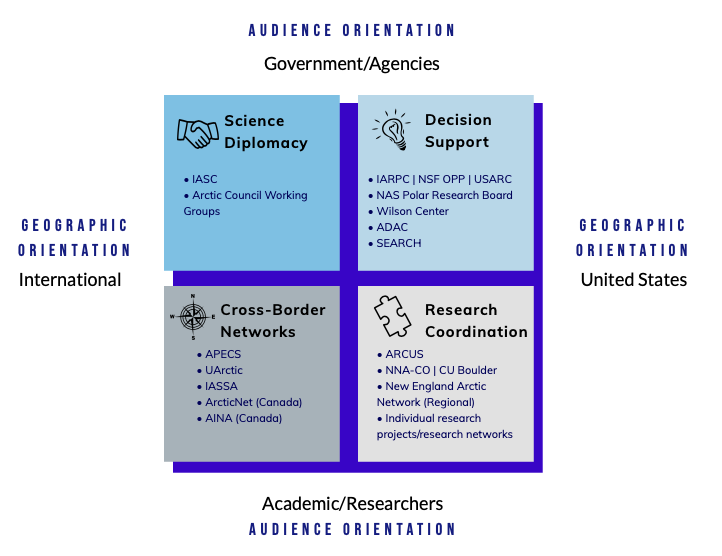 AUDIENCE ORIENTATION
Government/Agencies
Science
Diplomacy
• IASC
• Arctic Council Working
Groups
Decision
Support
• IARPC | NSF OPP | USARC
• NAS Polar Research Board
• Wilson Center
• ADAC
• SEARCH
GEOGRAPHIC
ORIENTATION
International
GEOGRAPHIC
ORIENTATION
United States
N
W
E
S
Cross-Border
Networks
• APECS
• UArctic
• IASSA
• ArcticNet (Canada)
• AINA (Canada)
Research
Coordination
• ARCUS
• NNA-CO | CU Boulder
• New England Arctic
Network (Regional)
• Individual research
projects/research networks
Academic/Researchers
AUDIENCE ORIENTATION